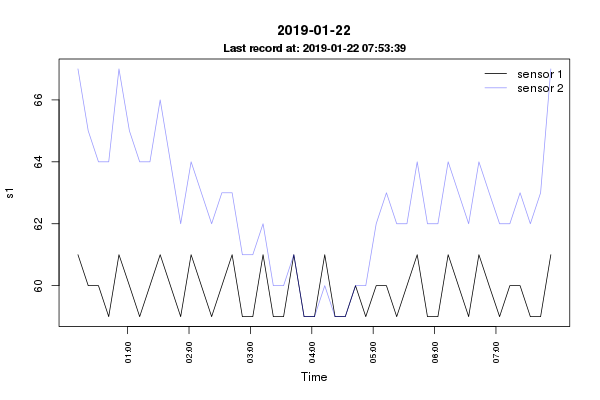 2019-01-22
Last record at: 2019-01-22 07:53:39
sensor 1
sensor 2
66
64
62
60
s1
01:00 02:00 03:00 04:00 05:00 06:00 07:00
Time